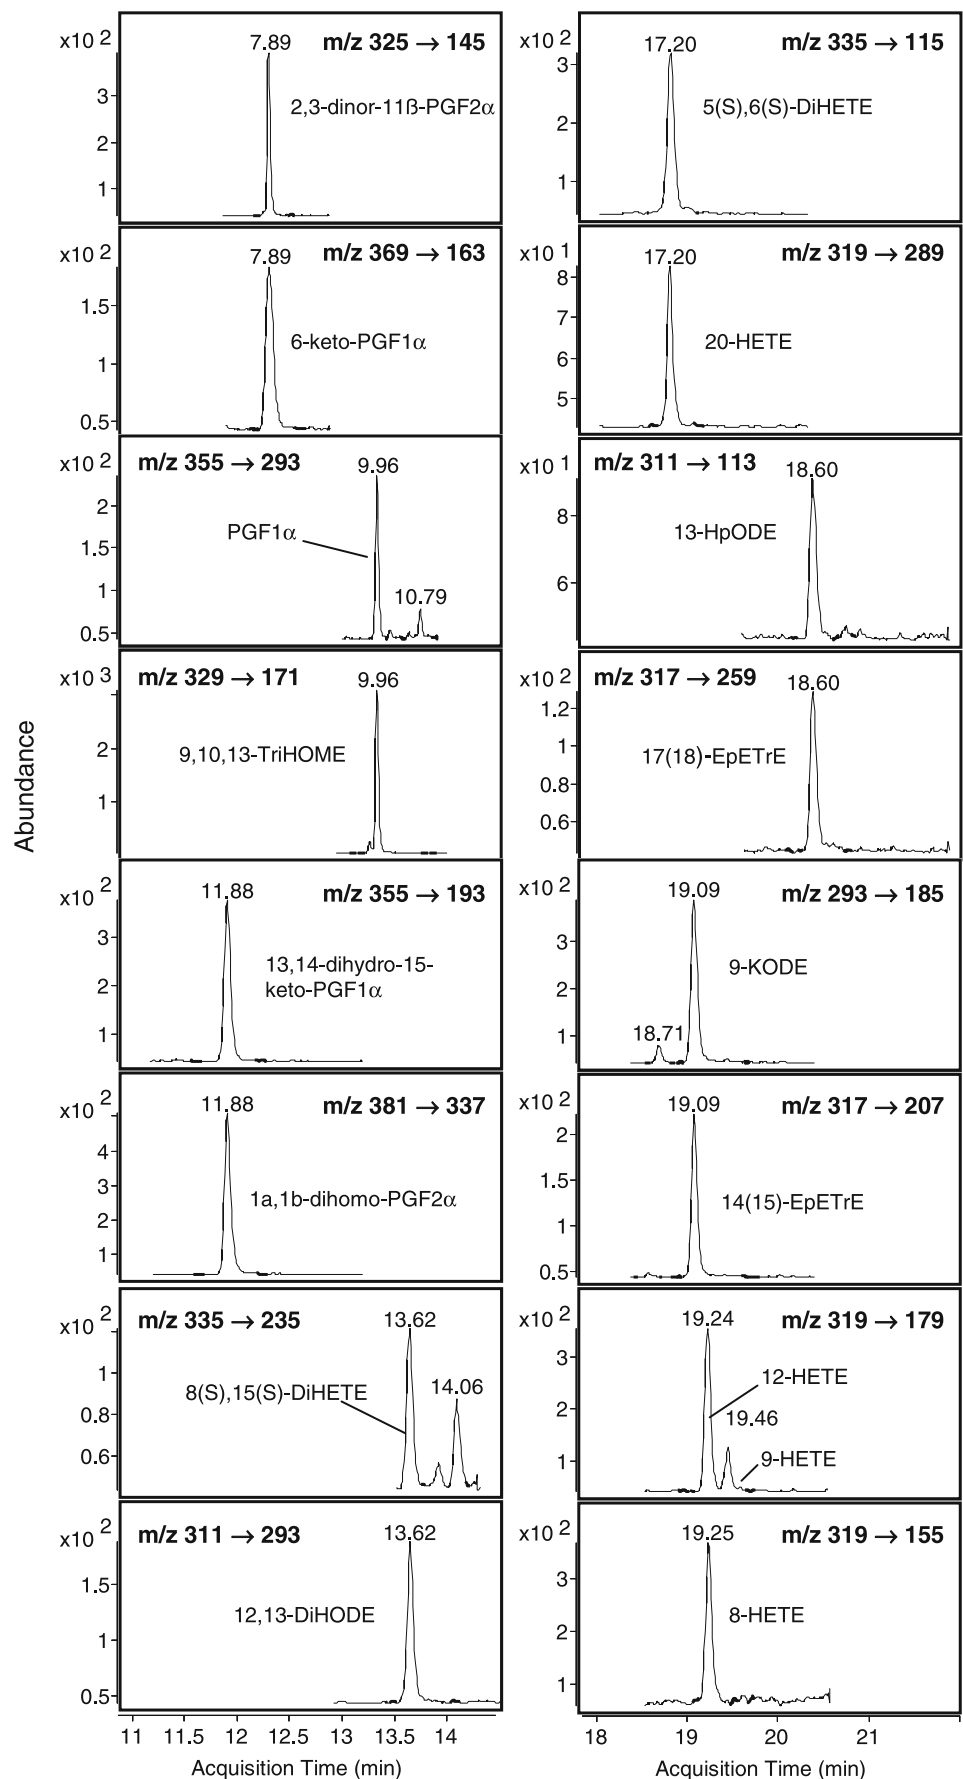 Abundance
x10 2
7.89
m/z 325 → 145
2,3-dinor-11ß-PGF2α
3
2
1
x10 2
7.89
m/z 369 → 163
6-keto-PGF1α
1.5
1
0.5
x10 2
m/z 355 → 293
9.96
PGF1α
10.79
2
1.5
1
0.5
x10 3
m/z 329 → 171
9.96
9,10,13-TriHOME
2
1
x10 2
11.88
m/z 355 → 193
13,14-dihydro-15-
keto-PGF1α
3
2
1
x10 2
11.88
m/z 381 → 337
1a,1b-dihomo-PGF2α
4
3
2
1
x10 2
m/z 335 → 235
13.62
8(S),15(S)-DiHETE
14.06
1
0.8
0.6
x10 2
m/z 311 → 293
13.62
12,13-DiHODE
1.5
1
0.5
11 12 12.5 13 13.5 14
Acquisition Time (min)
x10 2
17.20
m/z 335 → 115
5(S),6(S)-DiHETE
3
2
1
x10 1
17.20
m/z 319 → 289
20-HETE
8
7
6
5
x10 1
m/z 311 → 113
18.60
13-HpODE
8
6
x10 2
m/z 317 → 259
18.60
17(18)-EpETrE
1.2
1
0.8
0.6
x10 2
19.09
m/z 293 → 185
9-KODE
18.71
3
2
1
x10 2
19.09
m/z 317 → 207
14(15)-EpETrE
2
1.5
1
0.5
x10 2
19.24
m/z 319 → 179
12-HETE
19.46
9-HETE
3
2
1
x10 2
19.25
m/z 319 → 155
8-HETE
3
2
1
18 19 20 21
Acquisition Time (min)